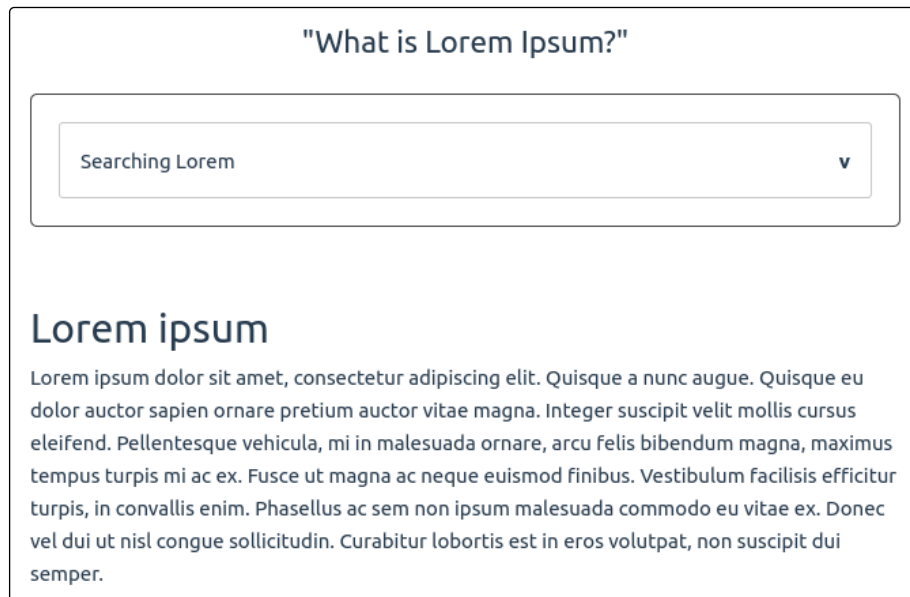 "What is Lorem Ipsum?"
Searching Lorem v
Lorem ipsum
Lorem ipsum dolor sit amet, consectetur adipiscing elit. Quisque a nunc augue. Quisque eu
dolor auctor sapien ornare pretium auctor vitae magna. Integer suscipit velit mollis cursus
eleifend. Pellentesque vehicula, mi in malesuada ornare, arcu felis bibendum magna, maximus
tempus turpis mi ac ex. Fusce ut magna ac neque euismod finibus. Vestibulum facilisis efficitur
turpis, in convallis enim. Phasellus ac sem non ipsum malesuada commodo eu vitae ex. Donec
vel dui ut nisl congue sollicitudin. Curabitur lobortis est in eros volutpat, non suscipit dui
semper.